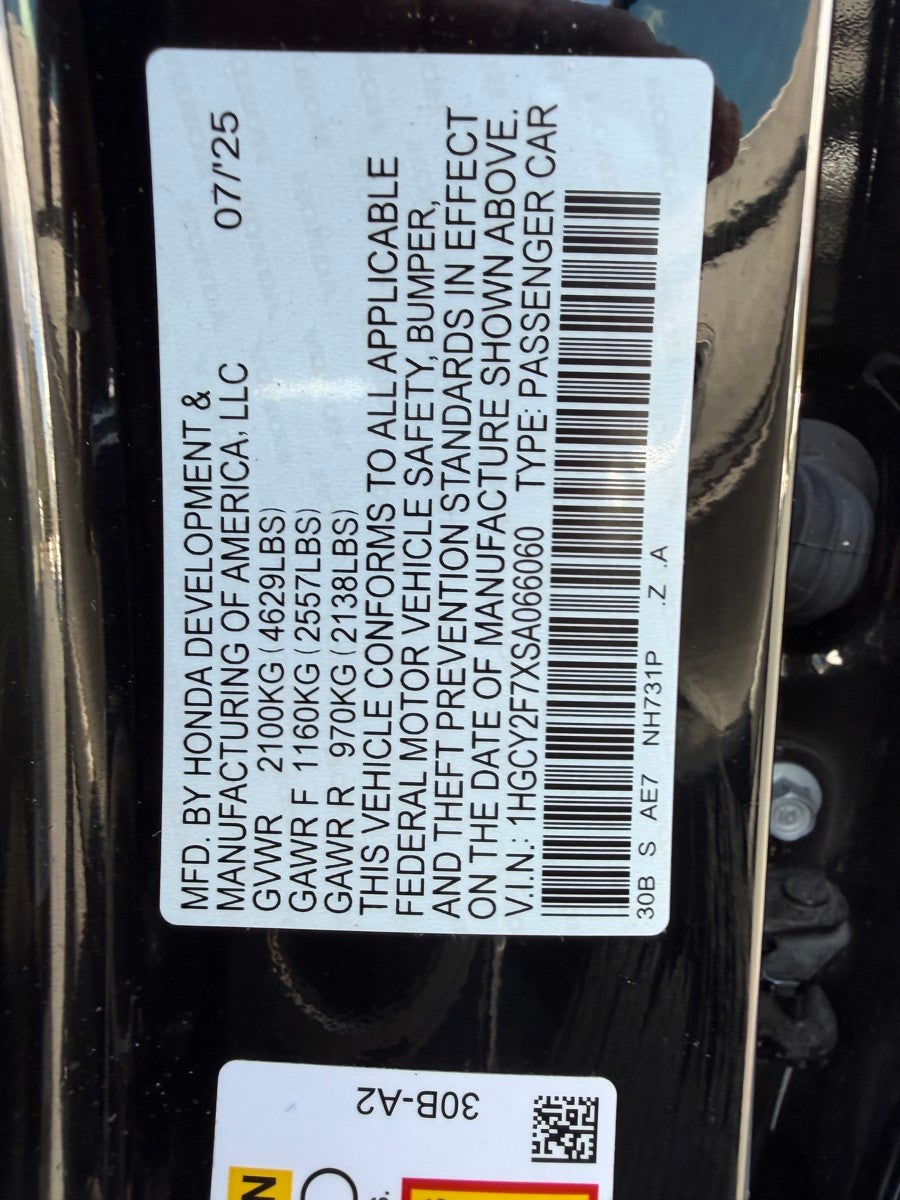 MFD. BY HONDA DEVELOPMENT &
MANUFACTURING OF AMERICA, LLC 07/'25
GVWR 2100KG (4629LBS)
GAWR F 1160KG (2557LBS)
GAWR R 970KG (2138LBS)
THIS VEHICLE CONFORMS TO ALL APPLICABLE
FEDERAL MOTOR VEHICLE SAFETY, BUMPER,
AND THEFT PREVENTION STANDARDS IN EFFECT
ON THE DATE OF MANUFACTURE SHOWN ABOVE.
V.I.N.: 1HGCY2F7XSA066060 TYPE: PASSENGER CAR
30B S AE7 NH731P .Z .A
30B-A2